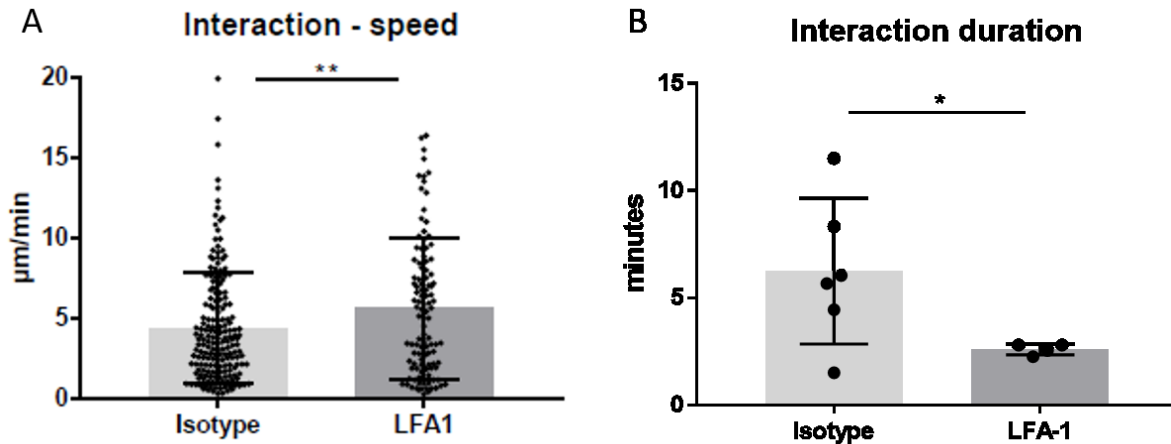 A
Interaction - speed
**
20
15
10
5
0
µm/min
Isotype
LFA1
B
Interaction duration
*
15
10
5
0
minutes
Isotype
LFA-1